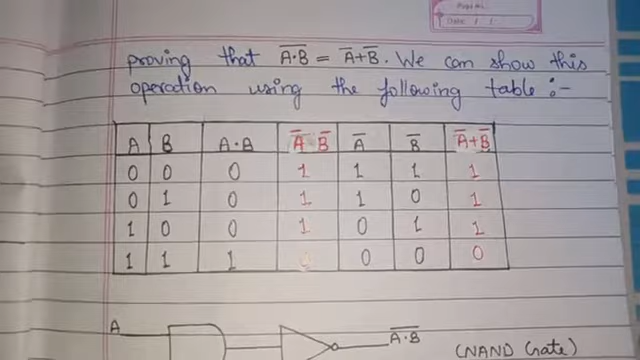 Date / /
proving that A̅·̅B̅ = A̅+B̅. We can show this
operation using the following table :-
A B A·B A̅ B̅ A̅ B̅ A̅+B̅
0 0 0 1 1 1 1
0 1 0 1 1 0 1
1 0 0 1 0 1 1
1 1 1 0 0 0
A A̅·̅B̅ (NAND Gate)